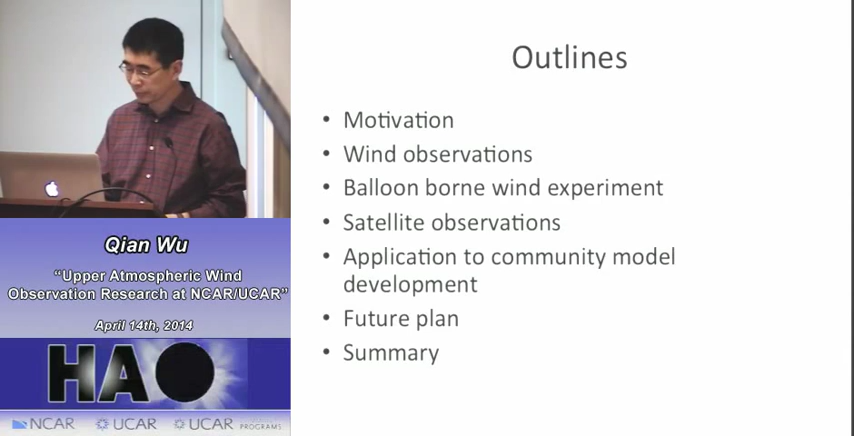 Outlines
• Motivation
• Wind observations
• Balloon borne wind experiment
• Satellite observations
• Application to community model
development
• Future plan
• Summary
Qian Wu
“Upper Atmospheric Wind
Observation Research at NCAR/UCAR”
April 14th, 2014
HAO
NCAR UCAR UCAR PROGRAMS